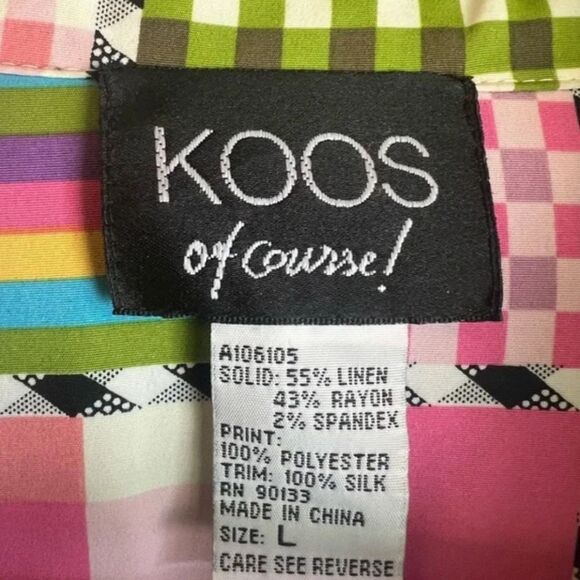 KOOS
of course!
A106105
SOLID: 55% LINEN
43% RAYON
2% SPANDEX
PRINT:
100% POLYESTER
TRIM: 100% SILK
RN 90133
MADE IN CHINA
SIZE: L
CARE SEE REVERSE